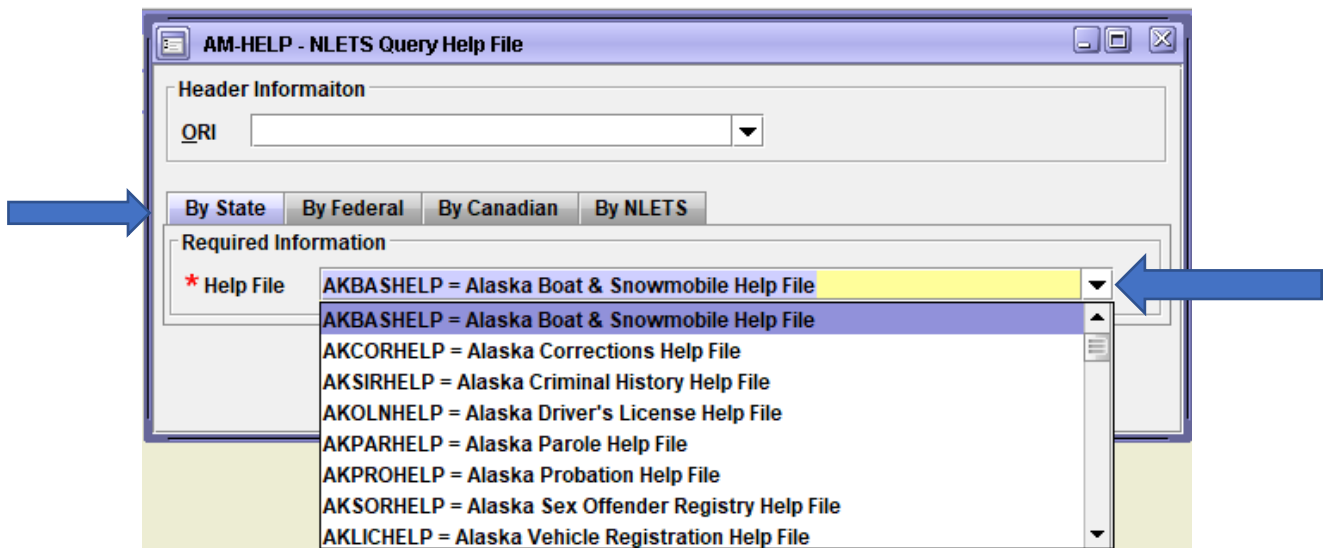 AM-HELP - NLETS Query Help File
Header Informaiton
ORI
By State By Federal By Canadian By NLETS
Required Information
* Help File AKBASHELP = Alaska Boat & Snowmobile Help File
AKBASHELP = Alaska Boat & Snowmobile Help File
AKCORHELP = Alaska Corrections Help File
AKSIRHELP = Alaska Criminal History Help File
AKOLNHELP = Alaska Driver's License Help File
AKPARHELP = Alaska Parole Help File
AKPROHELP = Alaska Probation Help File
AKSORHELP = Alaska Sex Offender Registry Help File
AKLICHELP = Alaska Vehicle Registration Help File